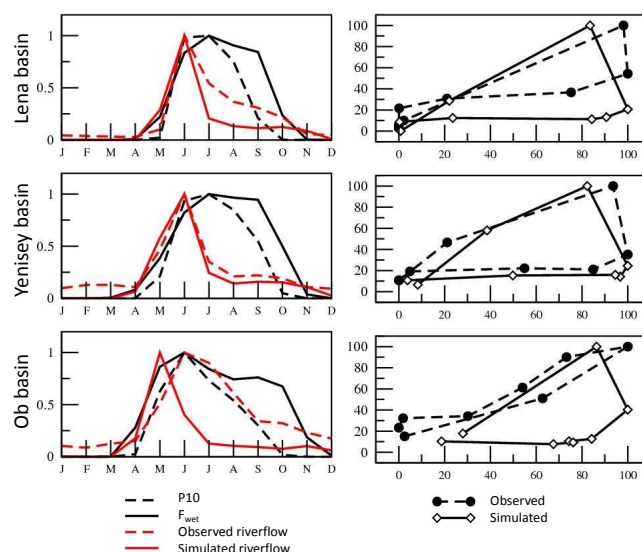 Lena basin
1
0.5
0
J F M A M J J A S O N D
100
80
60
40
20
0
0 20 40 60 80 100
Yenisey basin
1
0.5
0
J F M A M J J A S O N D
100
80
60
40
20
0
0 20 40 60 80 100
Ob basin
1
0.5
0
J F M A M J J A S O N D
100
80
60
40
20
0
0 20 40 60 80 100
P10
Fwet
Observed riverflow
Simulated riverflow
Observed
Simulated